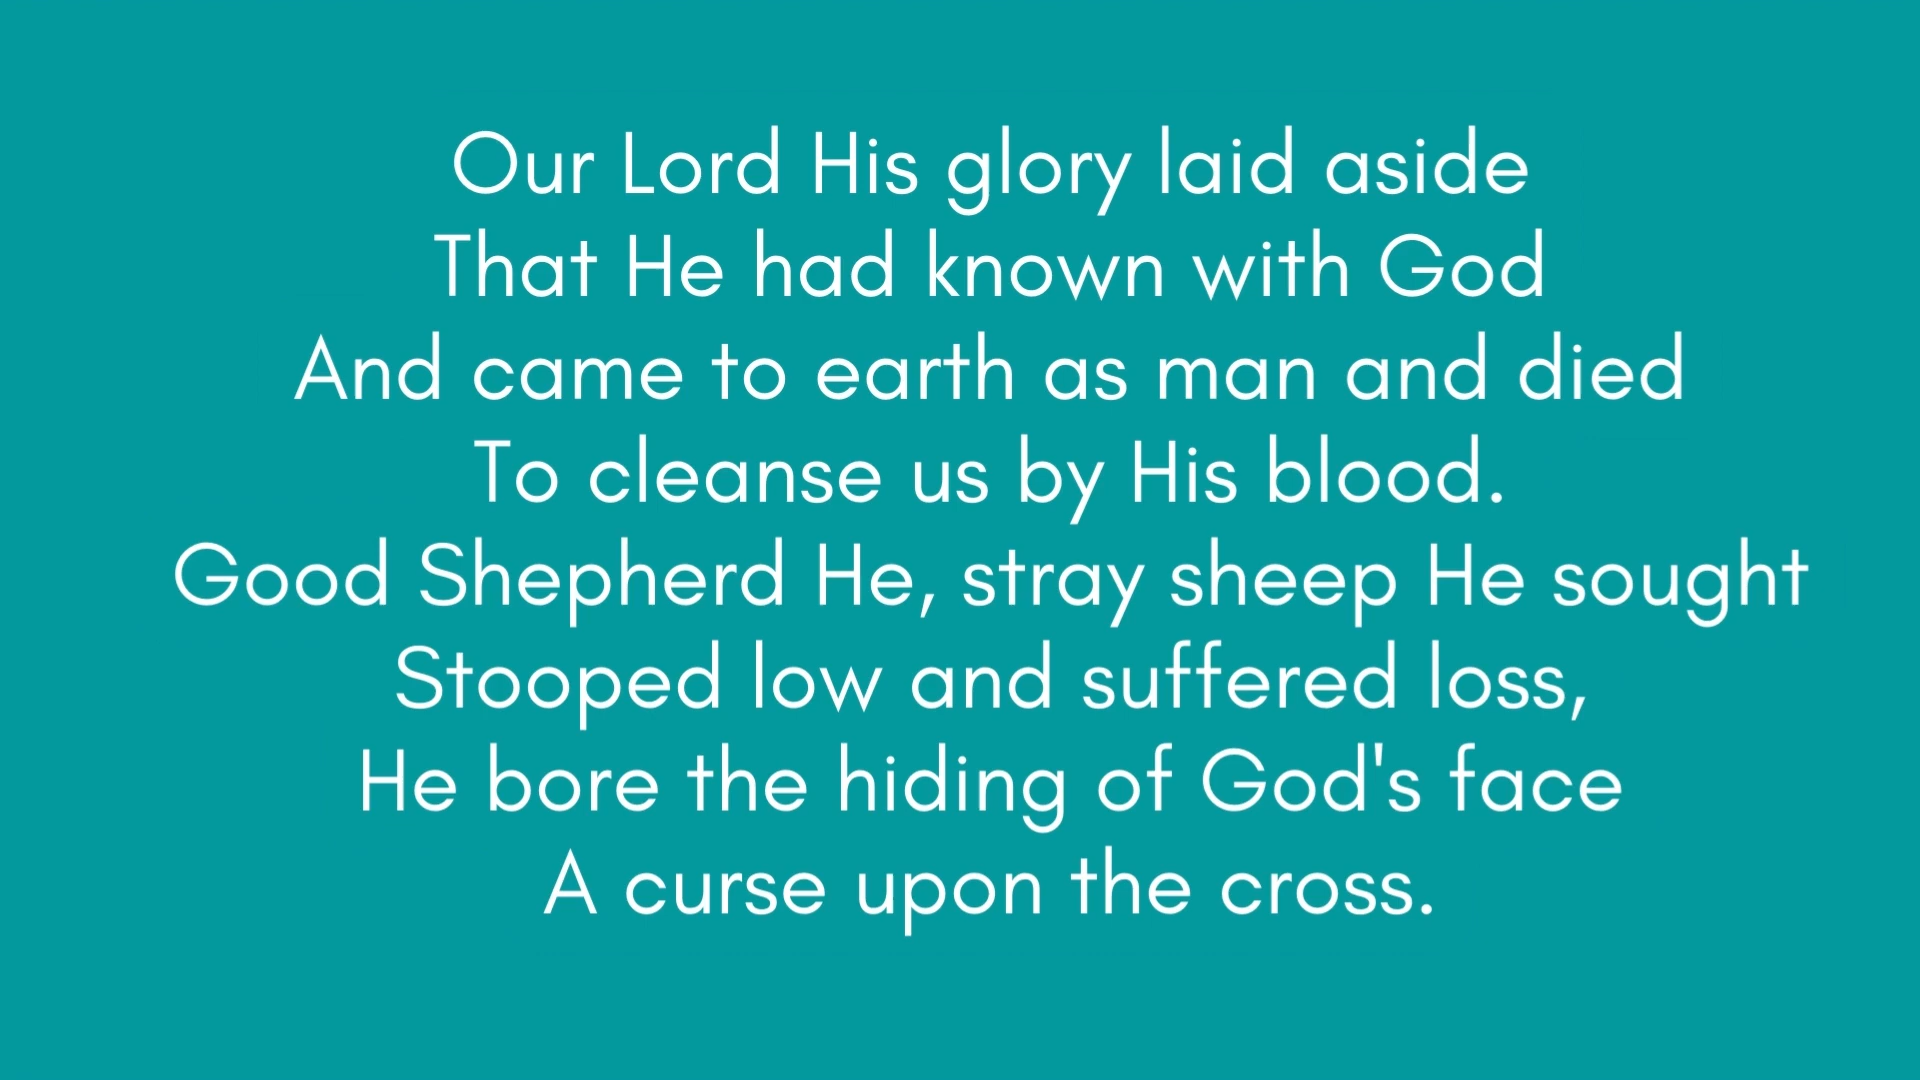 Our Lord His glory laid aside
That He had known with God
And came to earth as man and died
To cleanse us by His blood.
Good Shepherd He, stray sheep He sought
Stooped low and suffered loss,
He bore the hiding of God's face
A curse upon the cross.